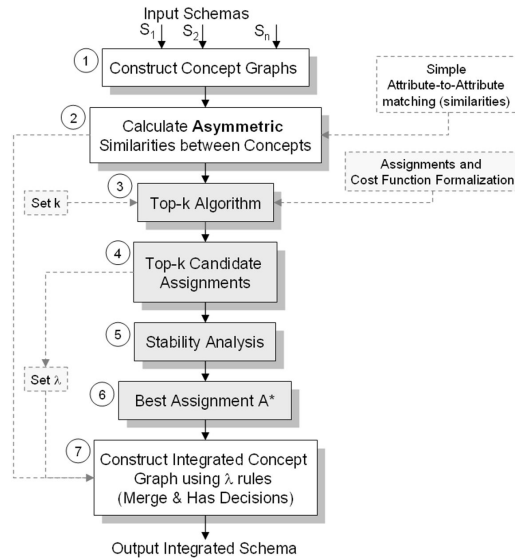 Input Schemas
S1 S2 Sn
1
Construct Concept Graphs
Simple
Attribute-to-Attribute
matching (similarities)
2
Calculate Asymmetric
Similarities between Concepts
Assignments and
Cost Function Formalization
3
Set k
Top-k Algorithm
4
Top-k Candidate
Assignments
5
Stability Analysis
Set λ
6
Best Assignment A*
7
Construct Integrated Concept
Graph using λ rules
(Merge & Has Decisions)
Output Integrated Schema